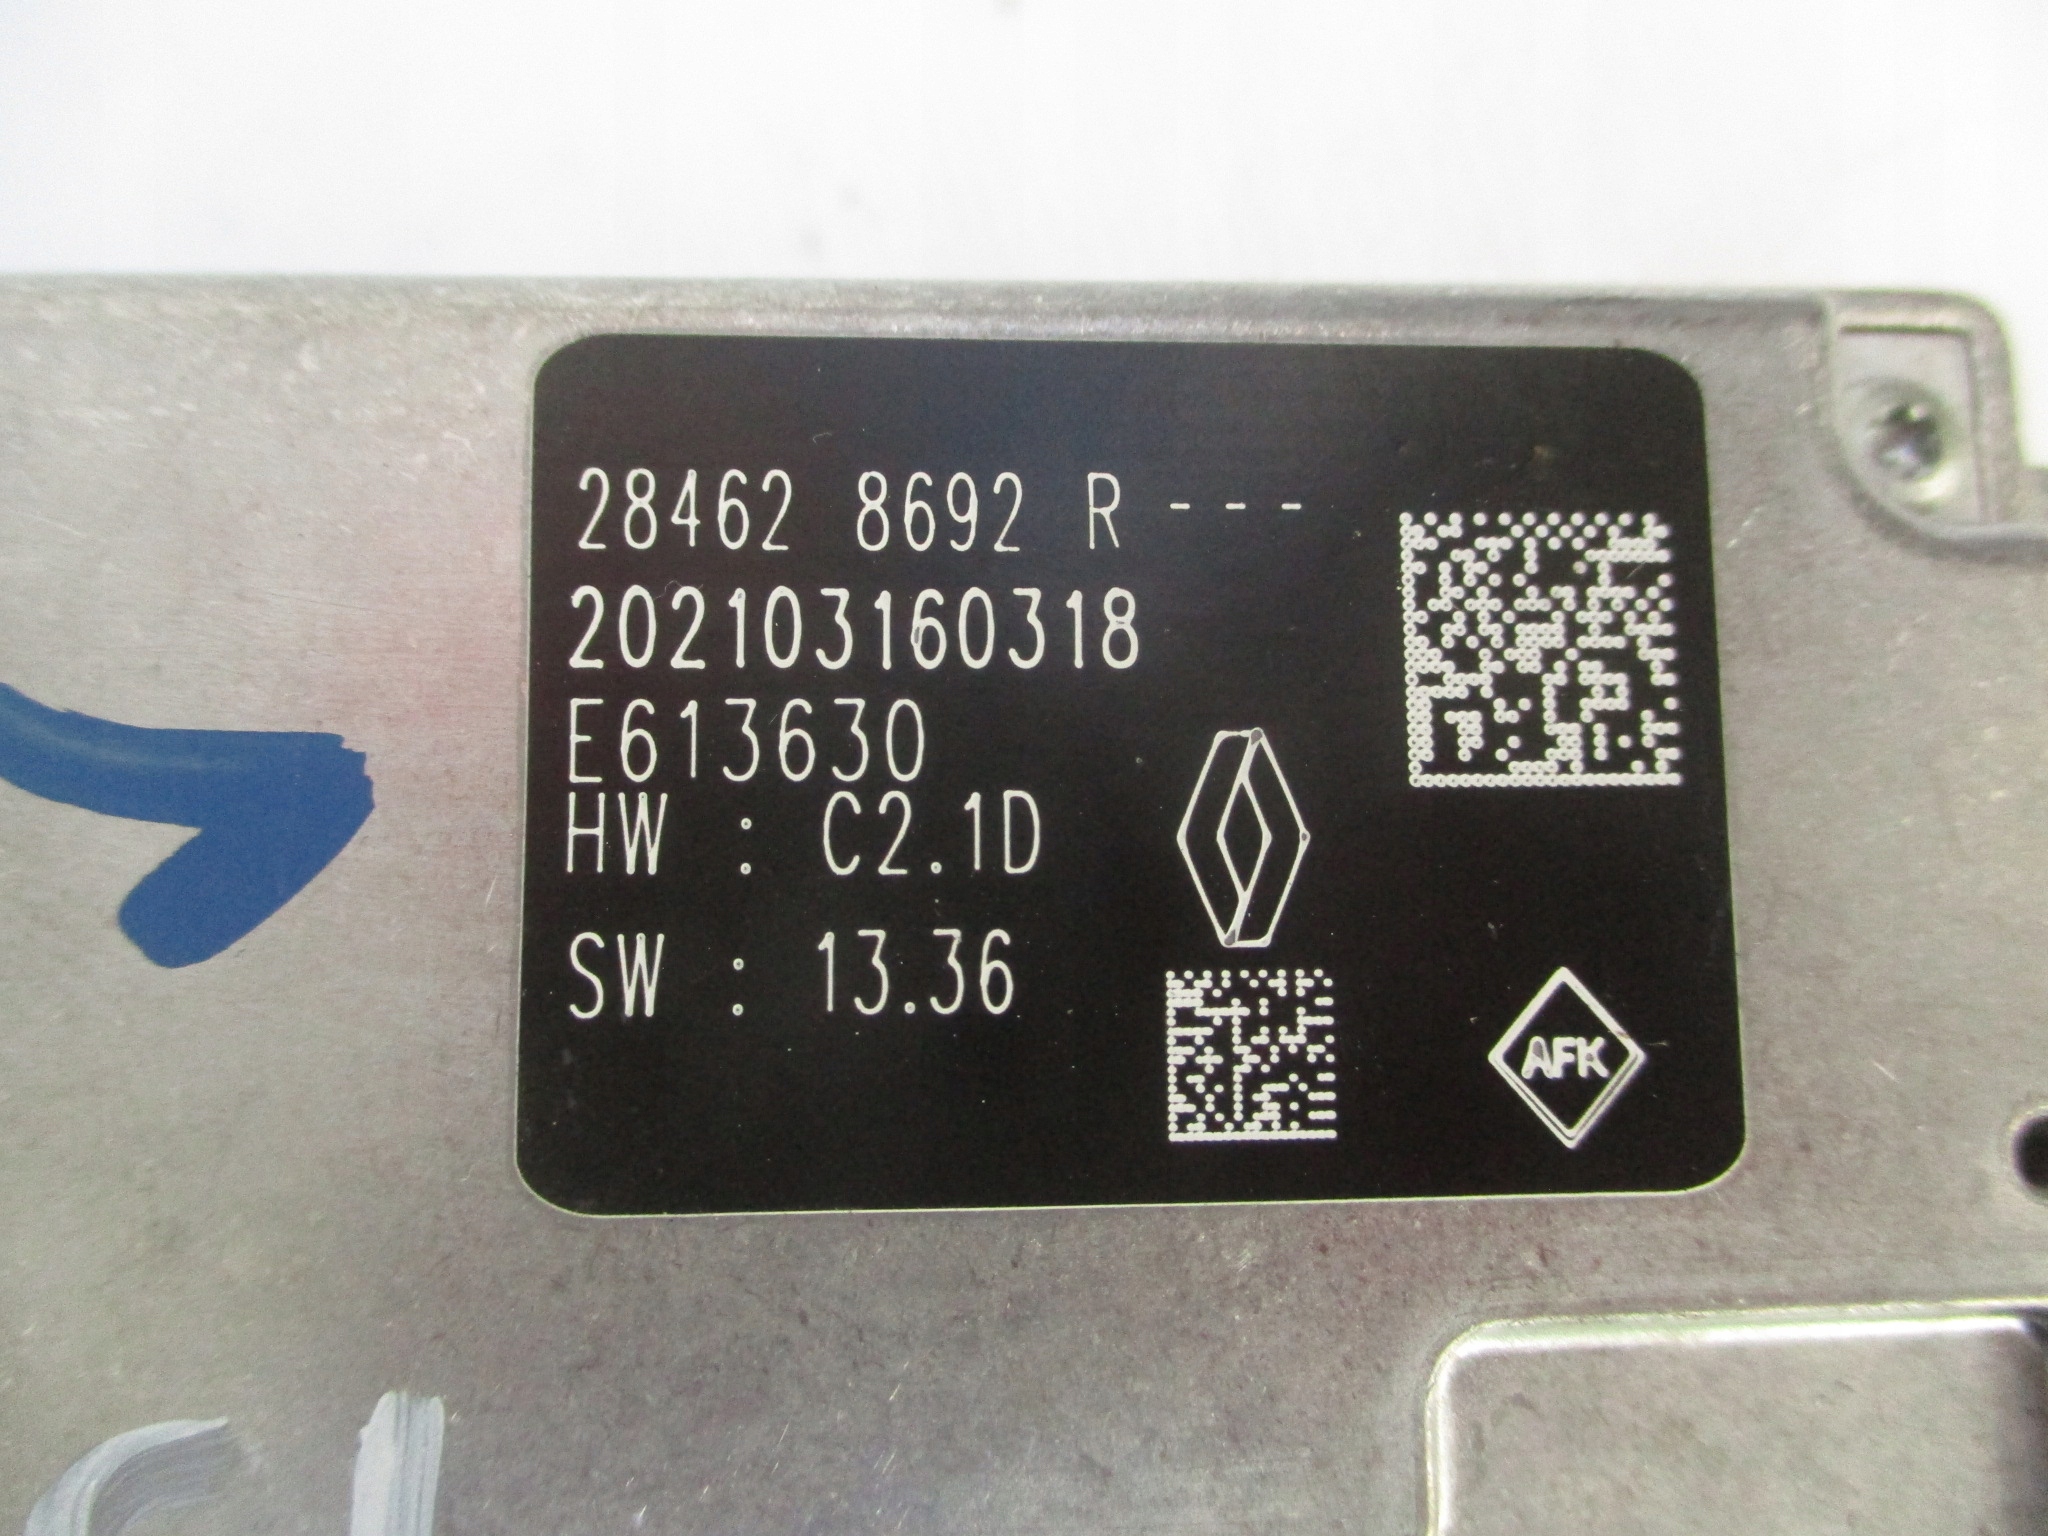 28462 8692 R ---
202103160318
E613630
HW : C2.1D
SW : 13.36
AFK